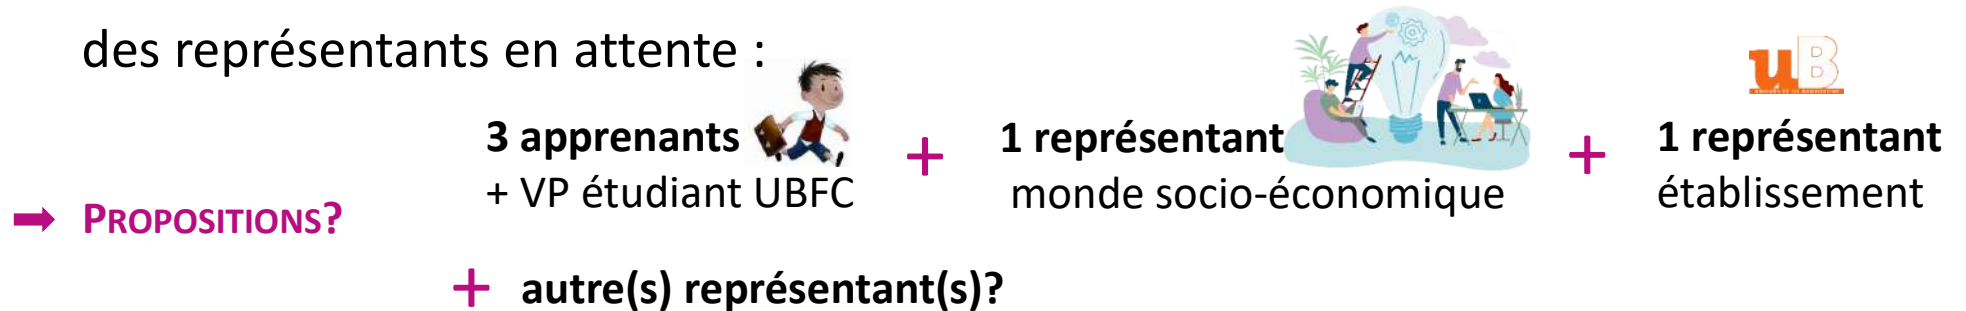 des représentants en attente :
uB
3 apprenants
+ VP étudiant UBFC
+
1 représentant
monde socio-économique
+
1 représentant
établissement
PROPOSITIONS?
+ autre(s) représentant(s)?